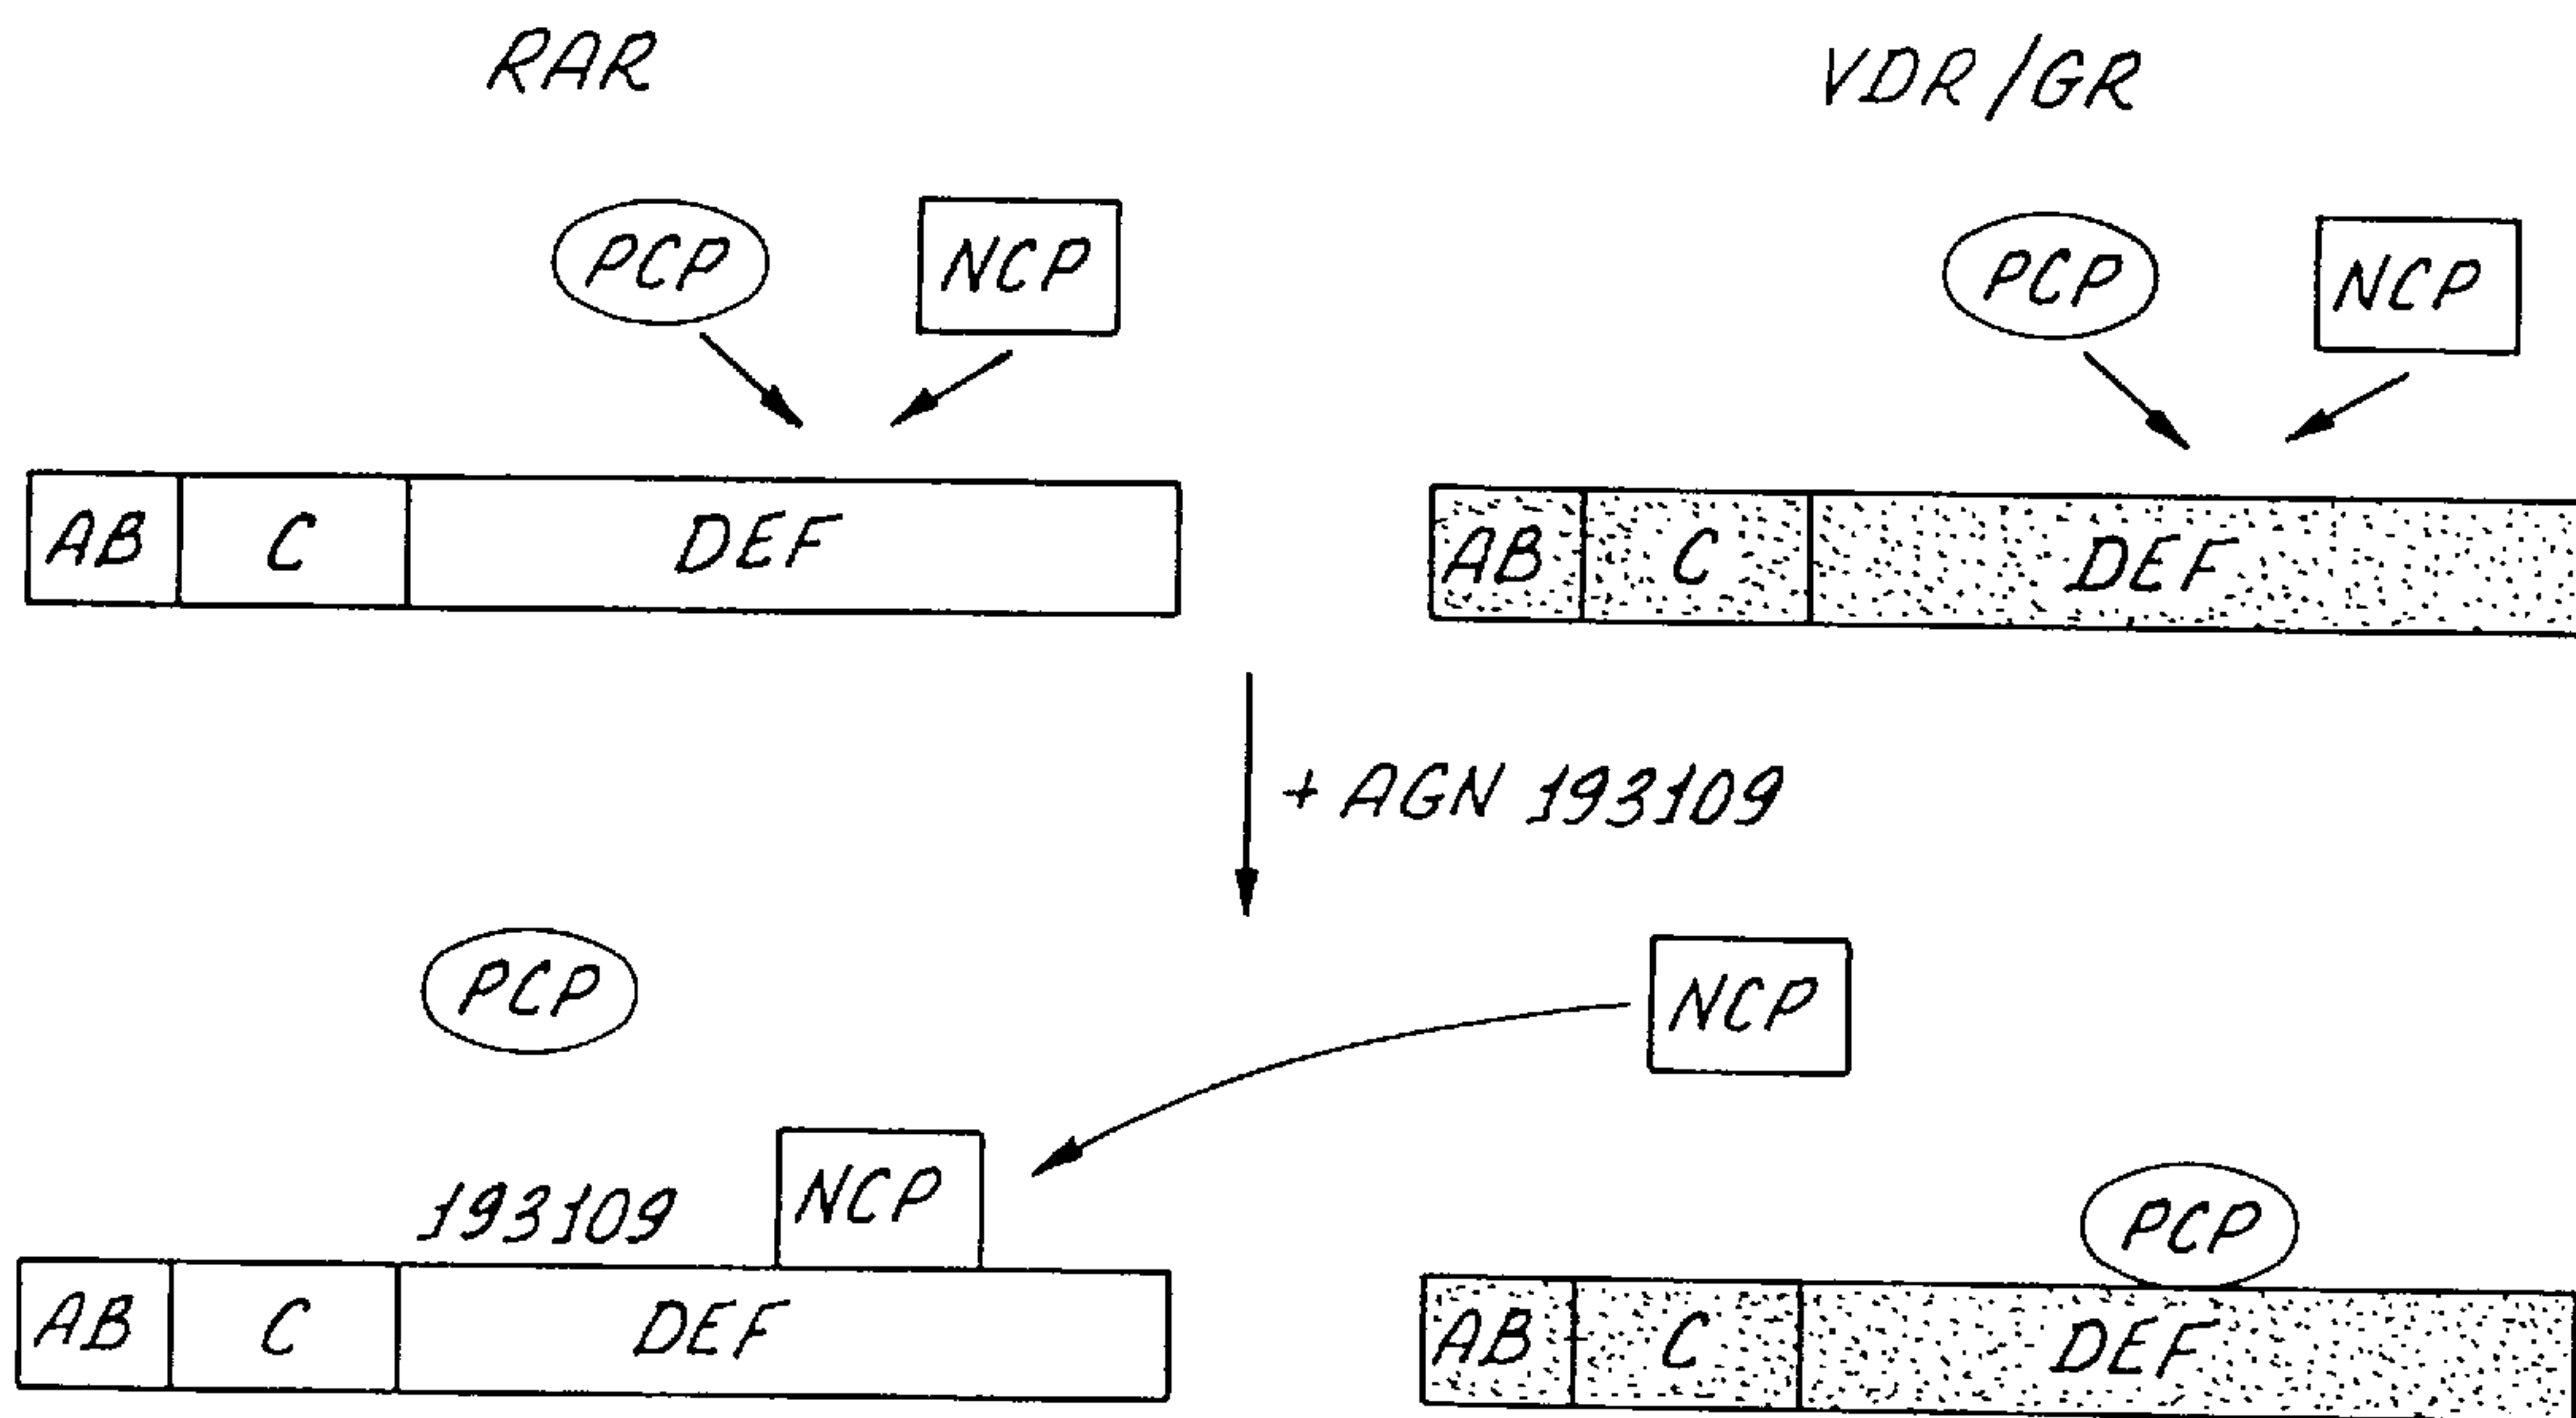 RAR
VDR/GR
PCP
NCP
PCP
NCP
AB C DEF
AB C DEF
+ AGN 193109
PCP
NCP
193109
NCP
PCP
AB C DEF
AB C DEF